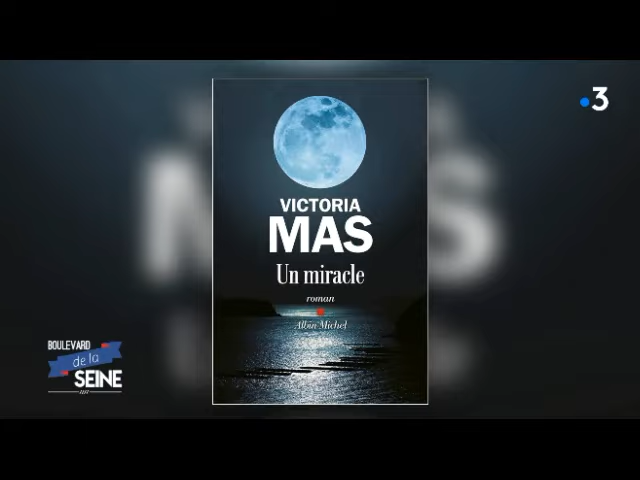 3
VICTORIA
MAS
Un miracle
roman
Albin Michel
BOULEVARD
de la
SEINE